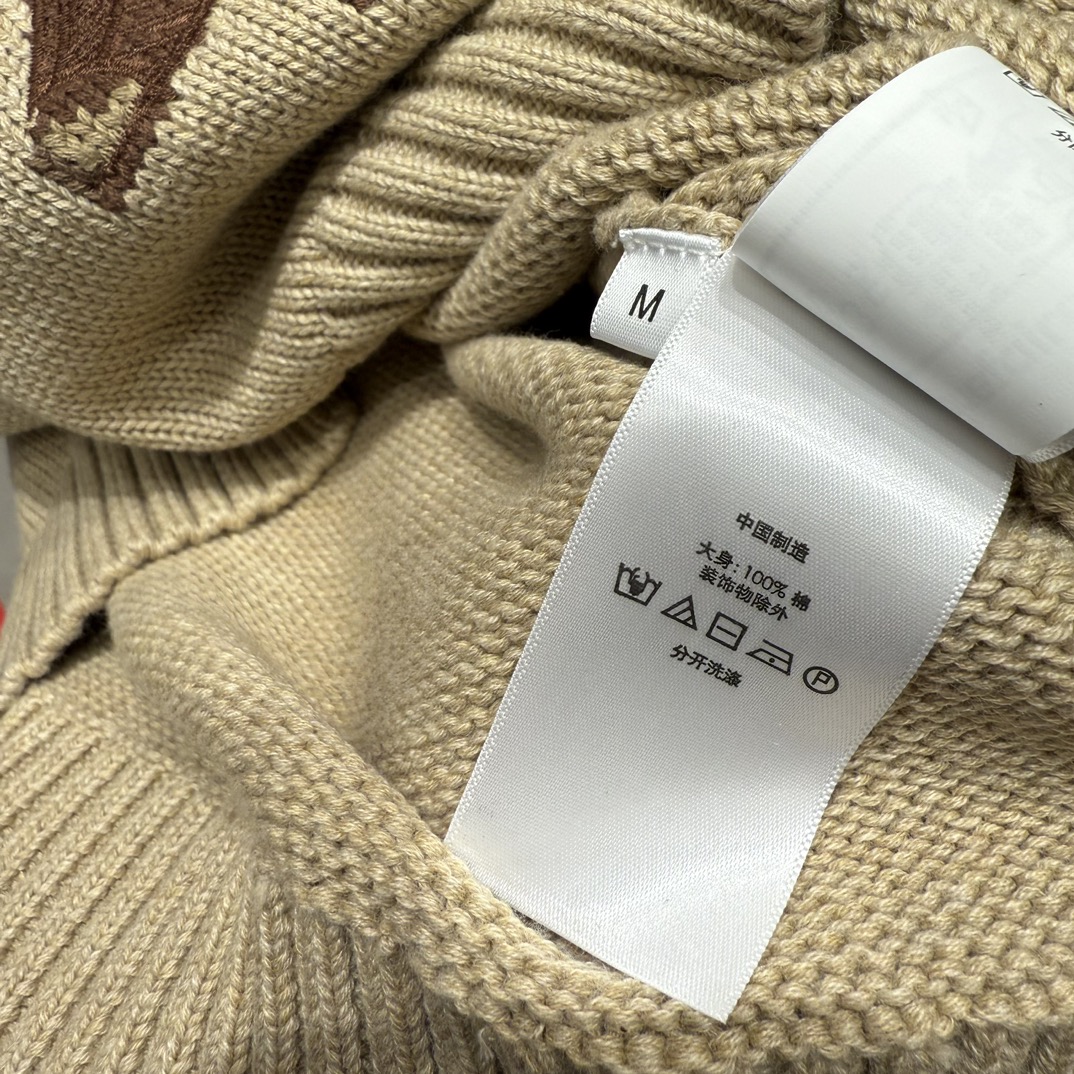 M
中国制造
大身: 100% 棉
装饰物除外
P
分开洗涤